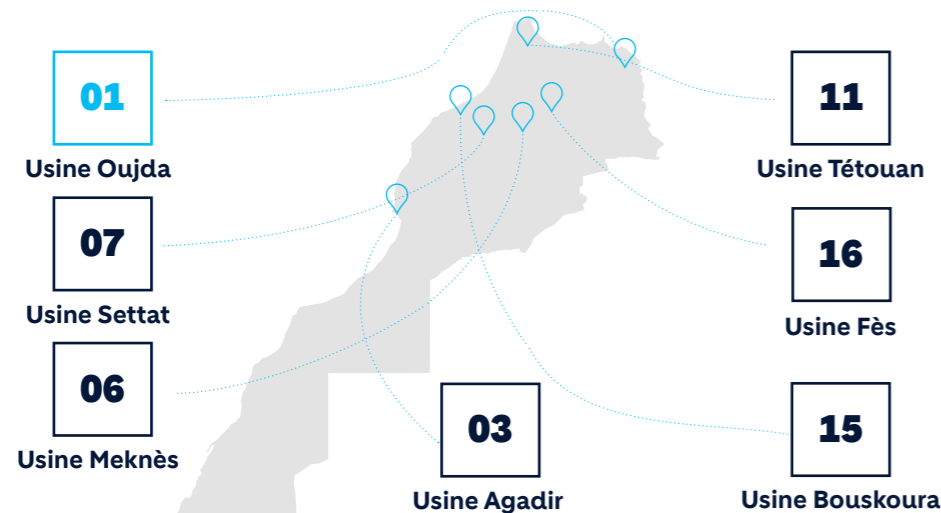 01
Usine Oujda
07
Usine Settat
06
Usine Meknès
03
Usine Agadir
11
Usine Tétouan
16
Usine Fès
15
Usine Bouskoura